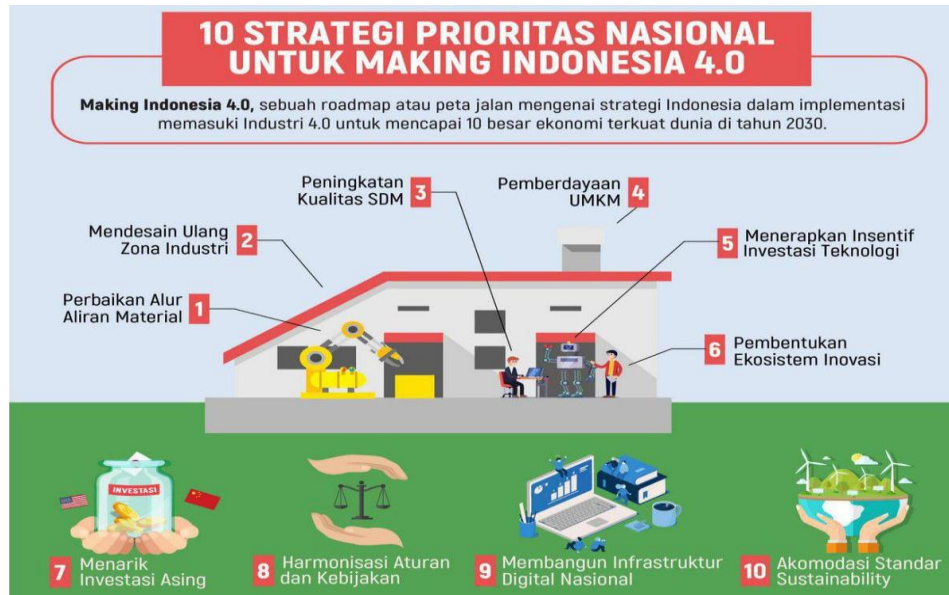 10 STRATEGI PRIORITAS NASIONAL
UNTUK MAKING INDONESIA 4.0
Making Indonesia 4.0, sebuah roadmap atau peta jalan mengenai strategi Indonesia dalam implementasi
memasuki Industri 4.0 untuk mencapai 10 besar ekonomi terkuat dunia di tahun 2030.
1 Perbaikan Alur
Aliran Material
2 Mendesain Ulang
Zona Industri
3 Peningkatan
Kualitas SDM
4 Pemberdayaan
UMKM
5 Menerapkan Insentif
Investasi Teknologi
6 Pembentukan
Ekosistem Inovasi
INVESTASI
7 Menarik
Investasi Asing
8 Harmonisasi Aturan
dan Kebijakan
9 Membangun Infrastruktur
Digital Nasional
10 Akomodasi Standar
Sustainability